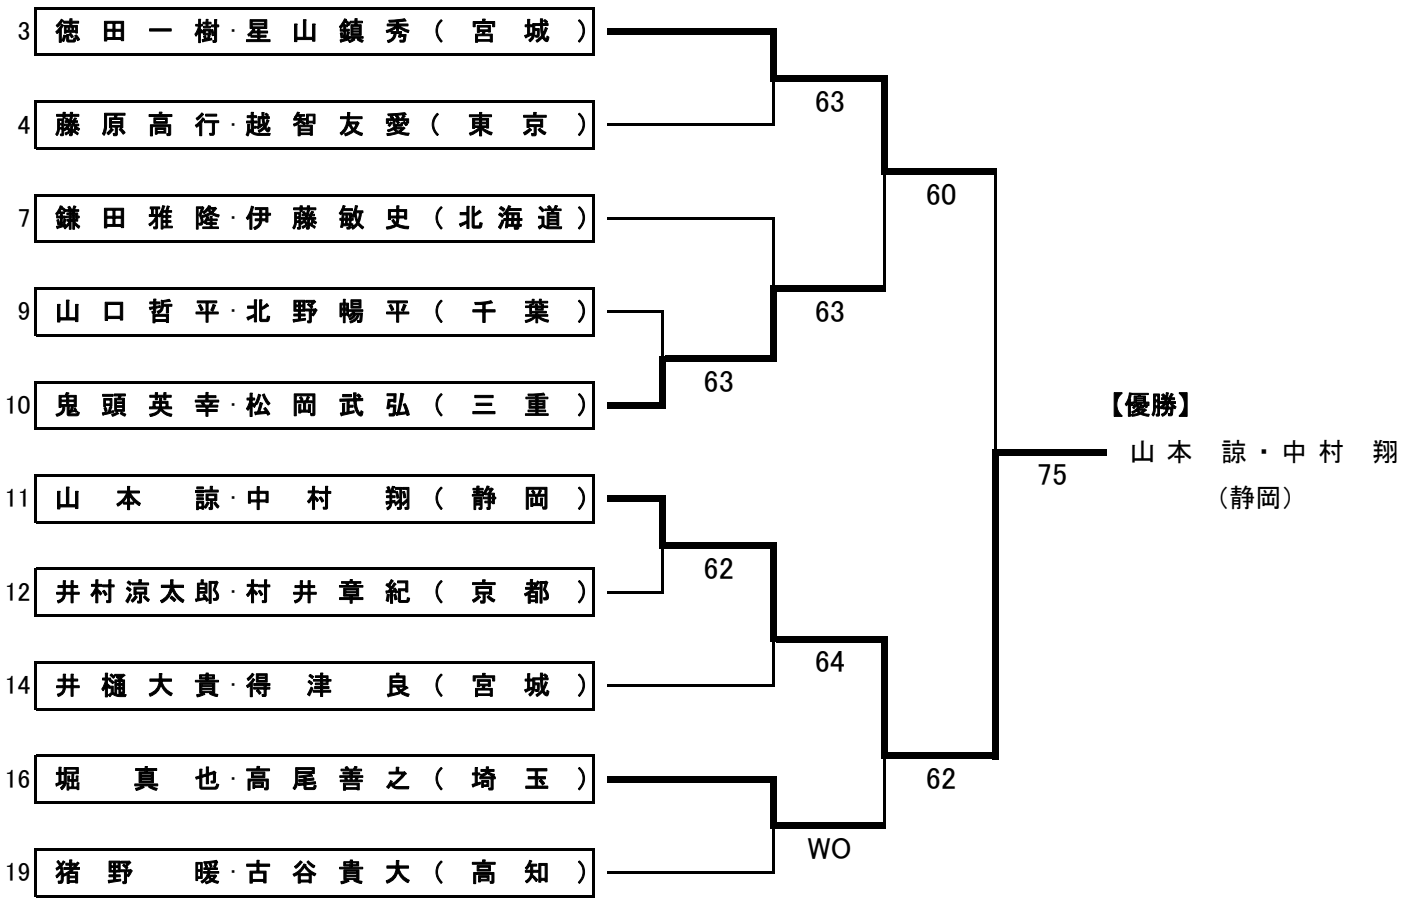 3 徳田一樹・星山鎮秀(宮城)
63
4 藤原高行・越智友愛(東京)
60
7 鎌田雅隆・伊藤敏史(北海道)
9 山口哲平・北野暢平(千葉)
63
63
10 鬼頭英幸・松岡武弘(三重)
【優勝】
山本 諒・中村 翔
75
(静岡)
11 山本 諒・中村 翔(静岡)
62
12 井村涼太郎・村井章紀(京都)
64
14 井樋大貴・得津 良(宮城)
16 堀 真也・高尾善之(埼玉)
62
WO
19 猪野 暖・古谷貴大(高知)